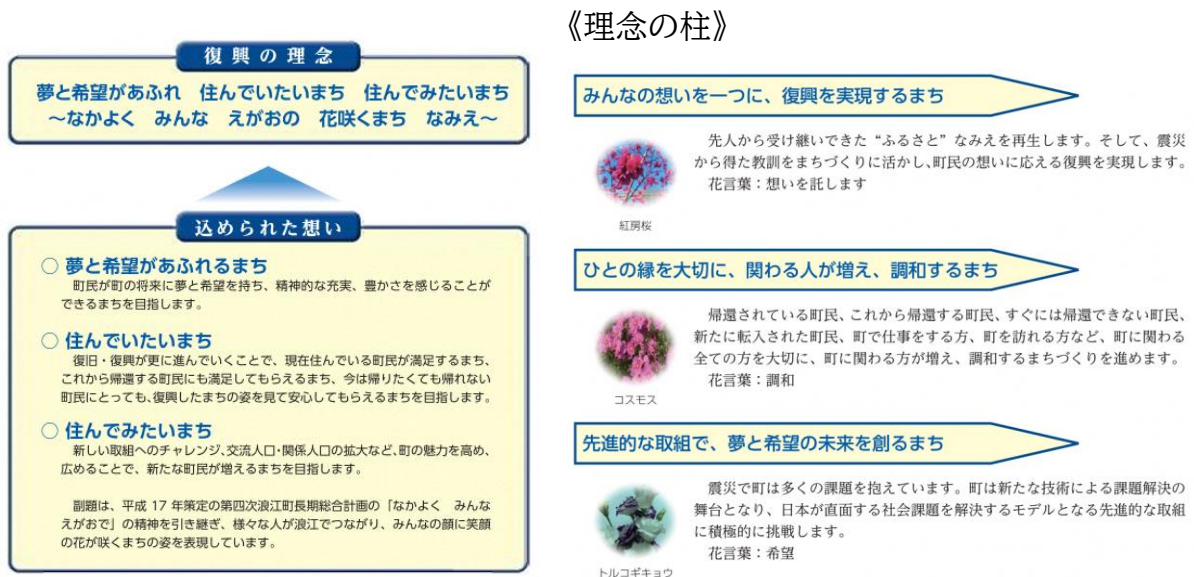 復興の理念
夢と希望があふれ　住んでいたいまち　住んでみたいまち
～なかよく　みんな　えがおの　花咲くまち　なみえ～
込められた想い
○ 夢と希望があふれるまち
町民が町の将来に夢と希望を持ち、精神的な充実、豊かさを感じることが
できるまちを目指します。
○ 住んでいたいまち
復旧・復興が更に進んでいくことで、現在住んでいる町民が満足するまち、
これから帰還する町民にも満足してもらえるまち、今は帰りたくても帰れない
町民にとっても、復興したまちの姿を見て安心してもらえるまちを目指します。
○ 住んでみたいまち
新しい取組へのチャレンジ、交流人口・関係人口の拡大など、町の魅力を高め、
広めることで、新たな町民が増えるまちを目指します。
副題は、平成 17 年策定の第四次浪江町長期総合計画の「なかよく　みんな
えがおで」の精神を引き継ぎ、様々な人が浪江でつながり、みんなの顔に笑顔
の花が咲くまちの姿を表現しています。
《理念の柱》
みんなの想いを一つに、復興を実現するまち
先人から受け継いできた“ふるさと”なみえを再生します。そして、震災
から得た教訓をまちづくりに活かし、町民の想いに応える復興を実現します。
花言葉：想いを託します
紅房桜
ひとの縁を大切に、関わる人が増え、調和するまち
帰還されている町民、これから帰還する町民、すぐには帰還できない町民、
新たに転入された町民、町で仕事をする方、町を訪れる方など、町に関わる
全ての方を大切に、町に関わる方が増え、調和するまちづくりを進めます。
花言葉：調和
コスモス
先進的な取組で、夢と希望の未来を創るまち
震災で町は多くの課題を抱えています。町は新たな技術による課題解決の
舞台となり、日本が直面する社会課題を解決するモデルとなる先進的な取組
に積極的に挑戦します。
花言葉：希望
トルコギキョウ